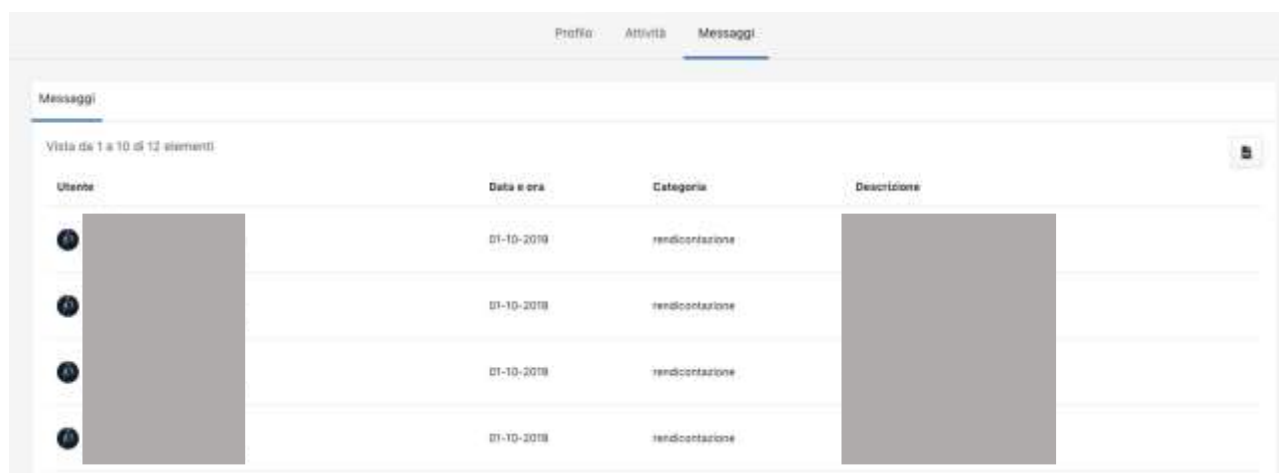 Profilo Attività Messaggi
Messaggi
Vista da 1 a 10 di 12 elementi
Utente Data e ora Categoria Descrizione
01-10-2019 rendicontazione
01-10-2019 rendicontazione
01-10-2019 rendicontazione
01-10-2019 rendicontazione